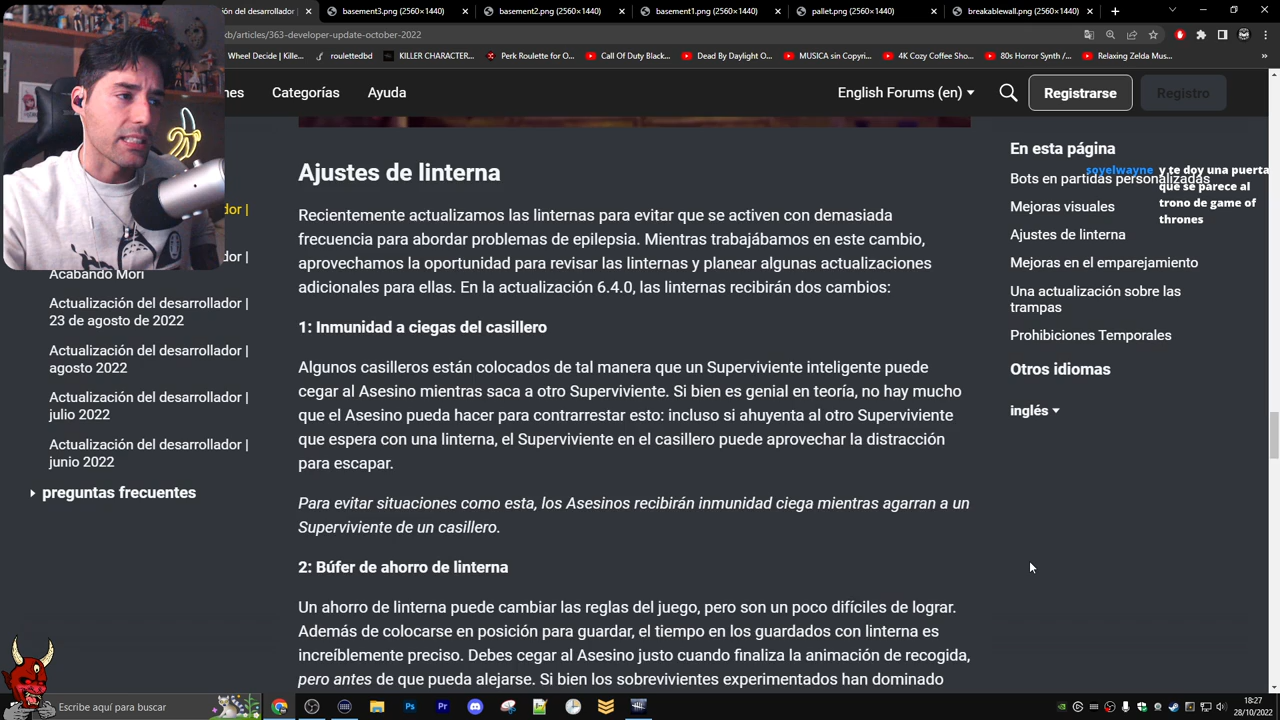 basement3.png (2560×1440)
basement2.png (2560×1440)
basement1.png (2560×1440)
pallet.png (2560×1440)
breakablewall.png (2560×1440)
kb/articles/363-developer-update-october-2022
Wheel Decide | Kille...
roulettedbd
KILLER CHARACTER...
Perk Roulette for D...
Call Of Duty Black...
Dead By Daylight O...
MUSICA sin Copyri...
4K Cozy Coffee Sho...
80s Horror Synth /...
Relaxing Zelda Mus...
nes
Categorías
Ayuda
English Forums (en)
Registrarse
Registro
Ajustes de linterna
Recientemente actualizamos las linternas para evitar que se activen con demasiada
frecuencia para abordar problemas de epilepsia. Mientras trabajábamos en este cambio,
aprovechamos la oportunidad para revisar las linternas y planear algunas actualizaciones
adicionales para ellas. En la actualización 6.4.0, las linternas recibirán dos cambios:
1: Inmunidad a ciegas del casillero
Algunos casilleros están colocados de tal manera que un Superviviente inteligente puede
cegar al Asesino mientras saca a otro Superviviente. Si bien es genial en teoría, no hay mucho
que el Asesino pueda hacer para contrarrestar esto: incluso si ahuyenta al otro Superviviente
que espera con una linterna, el Superviviente en el casillero puede aprovechar la distracción
para escapar.
Para evitar situaciones como esta, los Asesinos recibirán inmunidad ciega mientras agarran a un
Superviviente de un casillero.
2: Búfer de ahorro de linterna
Un ahorro de linterna puede cambiar las reglas del juego, pero son un poco difíciles de lograr.
Además de colocarse en posición para guardar, el tiempo en los guardados con linterna es
increíblemente preciso. Debes cegar al Asesino justo cuando finaliza la animación de recogida,
pero antes de que pueda alejarse. Si bien los sobrevivientes experimentados han dominado
dor |
dor |
Acabando Mori
Actualización del desarrollador |
23 de agosto de 2022
Actualización del desarrollador |
agosto 2022
Actualización del desarrollador |
julio 2022
Actualización del desarrollador |
junio 2022
preguntas frecuentes
En esta página
Bots en partidas personalizadas
Mejoras visuales
Ajustes de linterna
Mejoras en el emparejamiento
Una actualización sobre las
trampas
Prohibiciones Temporales
Otros idiomas
inglés
soyelwayne y te doy una puerta
que se parece al
trono de game of
thrones
Escribe aquí para buscar
18:27
28/10/2022